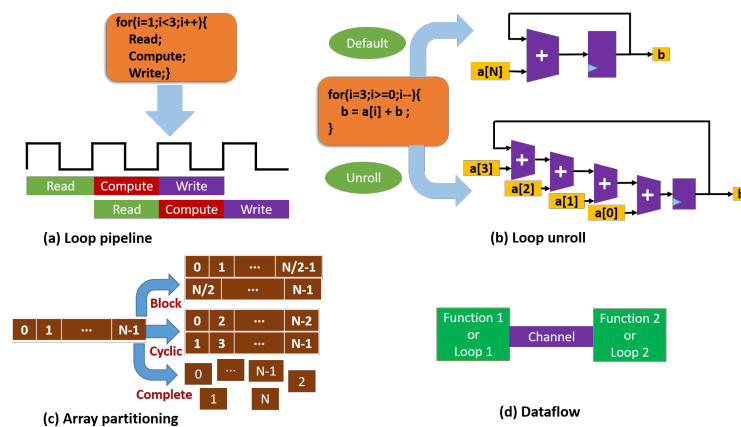 for(i=1;i<3;i++){
Read;
Compute;
Write;}
Read Compute Write
Read Compute Write
(a) Loop pipeline
Default
for(i=3;i>=0;i--){
b = a[i] + b ;
}
Unroll
+
a[N]
b
+
+
+
+
a[3]
a[2]
a[1]
a[0]
b
(b) Loop unroll
0 1 ... N-1
Block
0 1 ... N/2-1
N/2 ... N-1
Cyclic
0 2 ... N-2
1 3 ... N-1
Complete
0 ... N-1 2
1 N
(c) Array partitioning
Function 1
or
Loop 1
Channel
Function 2
or
Loop 2
(d) Dataflow